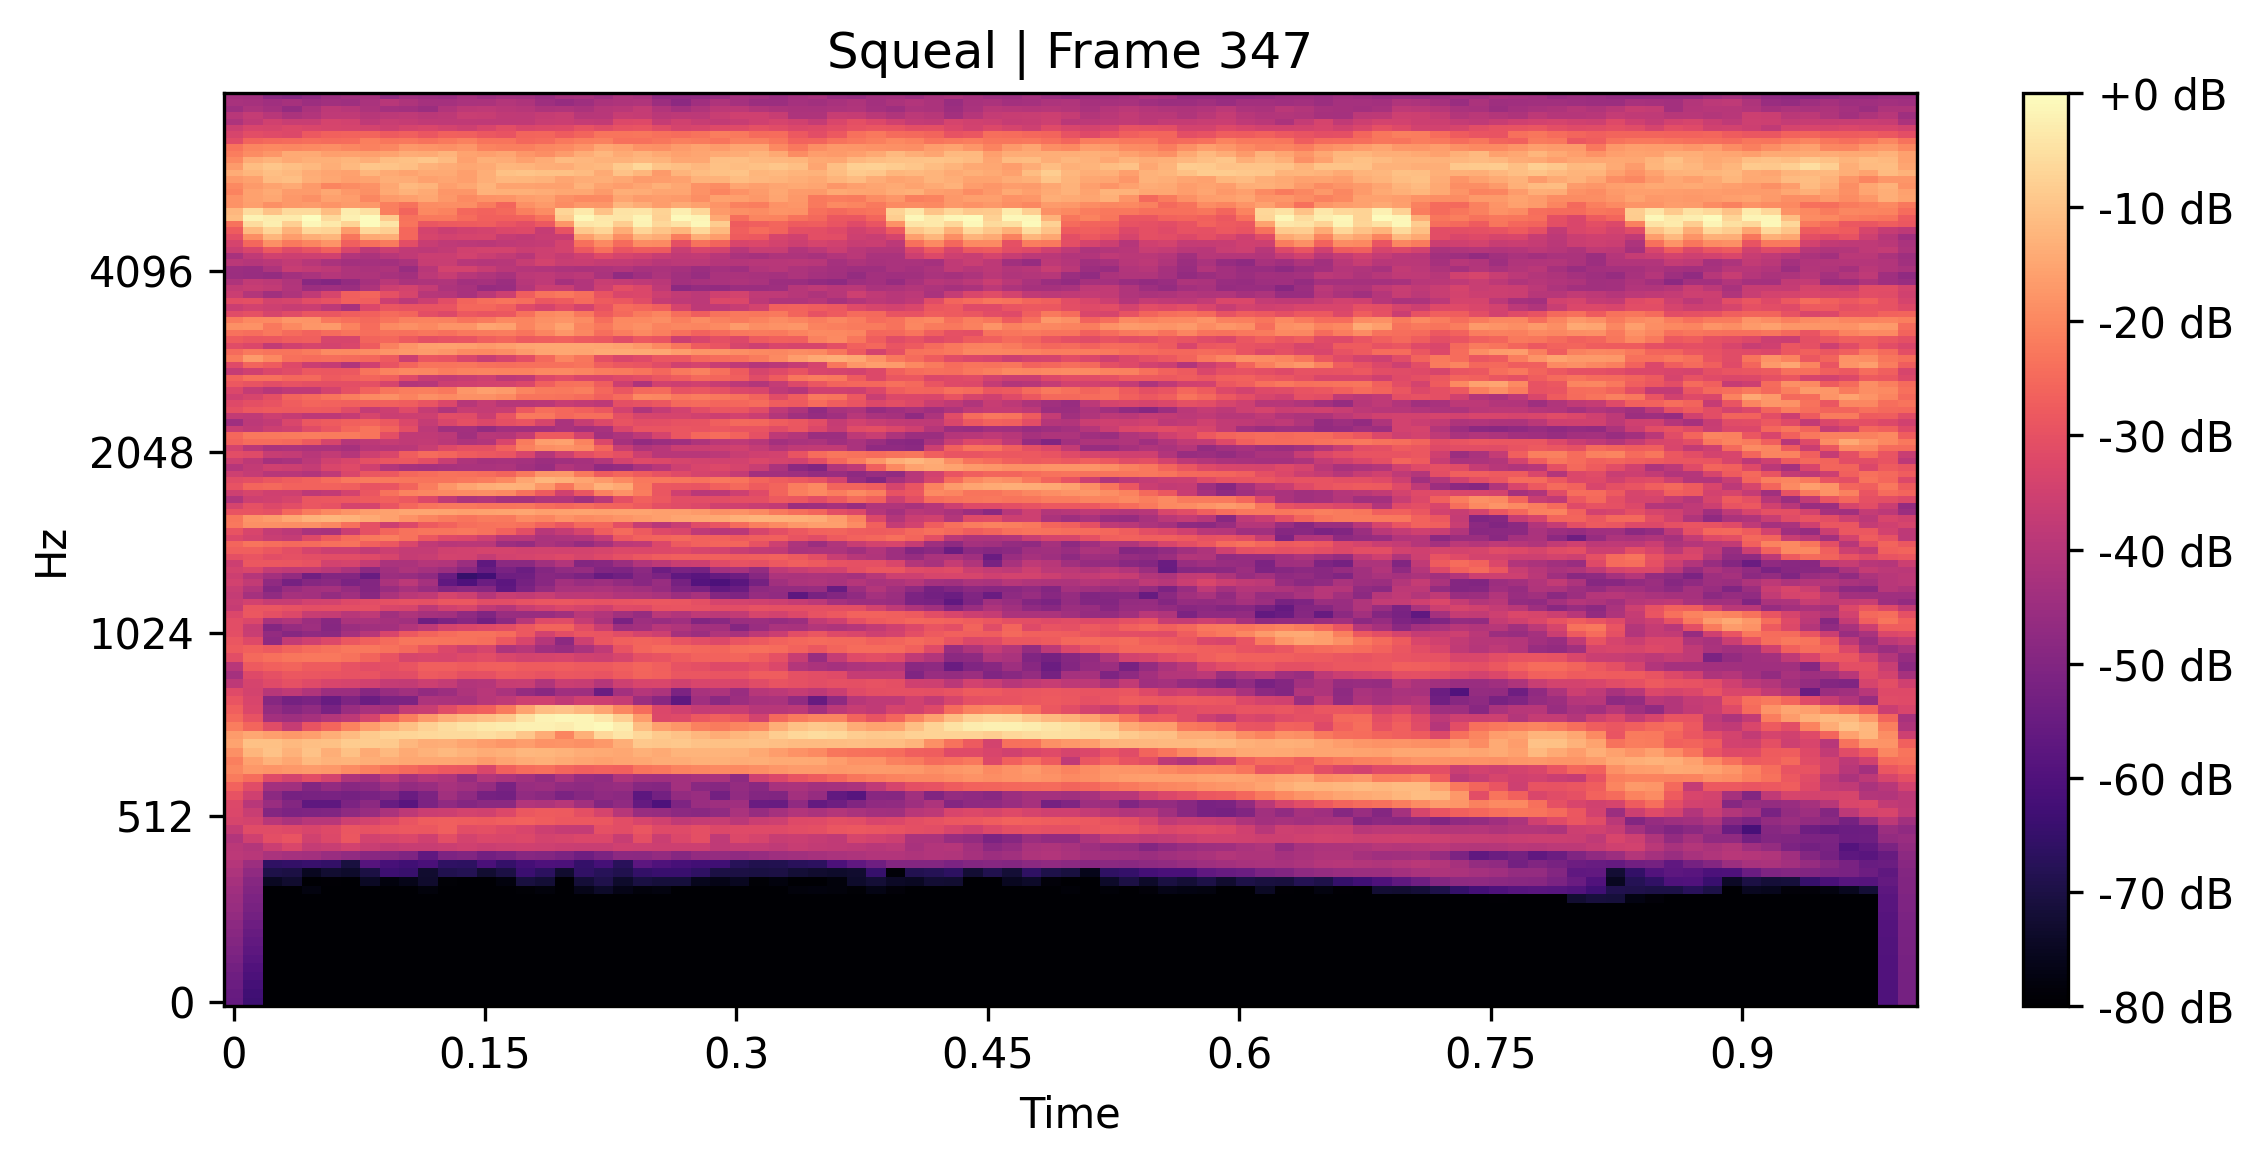 Squeal | Frame 347
Hz
4096
2048
1024
512
0
0 0.15 0.3 0.45 0.6 0.75 0.9
Time
+0 dB
-10 dB
-20 dB
-30 dB
-40 dB
-50 dB
-60 dB
-70 dB
-80 dB